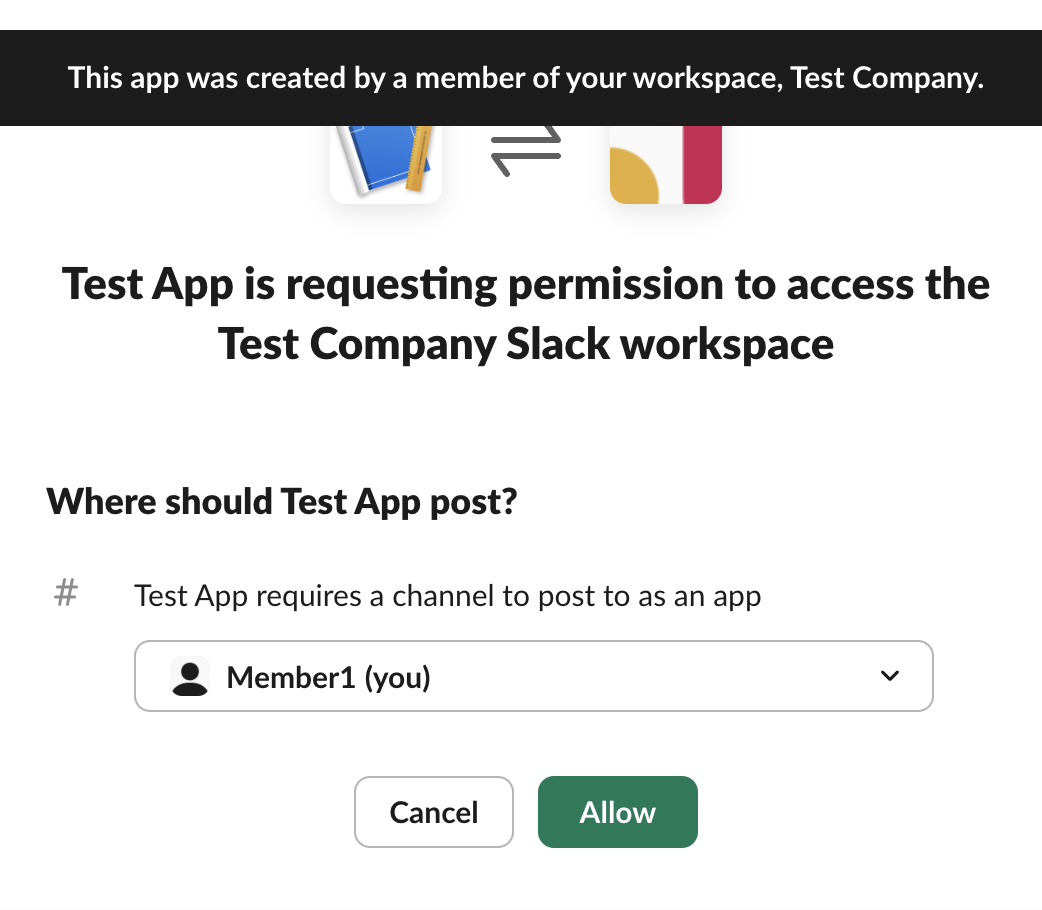 This app was created by a member of your workspace, Test Company.
Test App is requesting permission to access the
Test Company Slack workspace
Where should Test App post?
# Test App requires a channel to post to as an app
Member1 (you)
Cancel
Allow